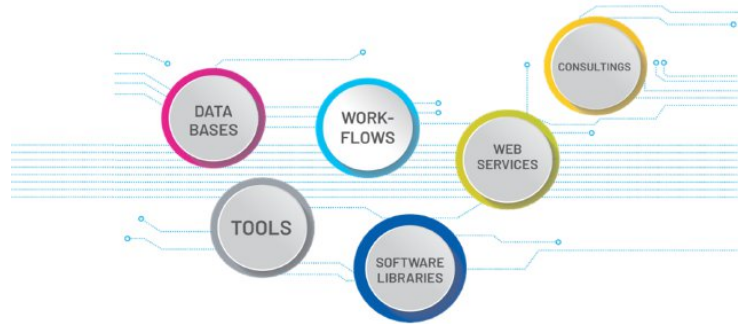 CONSULTINGS
DATA
BASES
WORK-
FLOWS
WEB
SERVICES
TOOLS
SOFTWARE
LIBRARIES